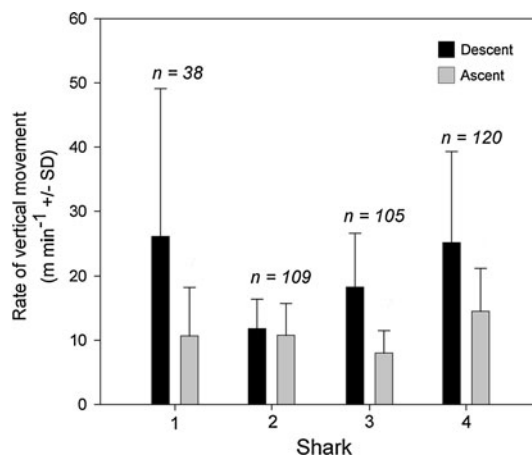 60
50
40
30
20
10
0
Rate of vertical movement
(m min⁻¹ +/- SD)
Descent
Ascent
n = 38
n = 109
n = 105
n = 120
1 2 3 4
Shark